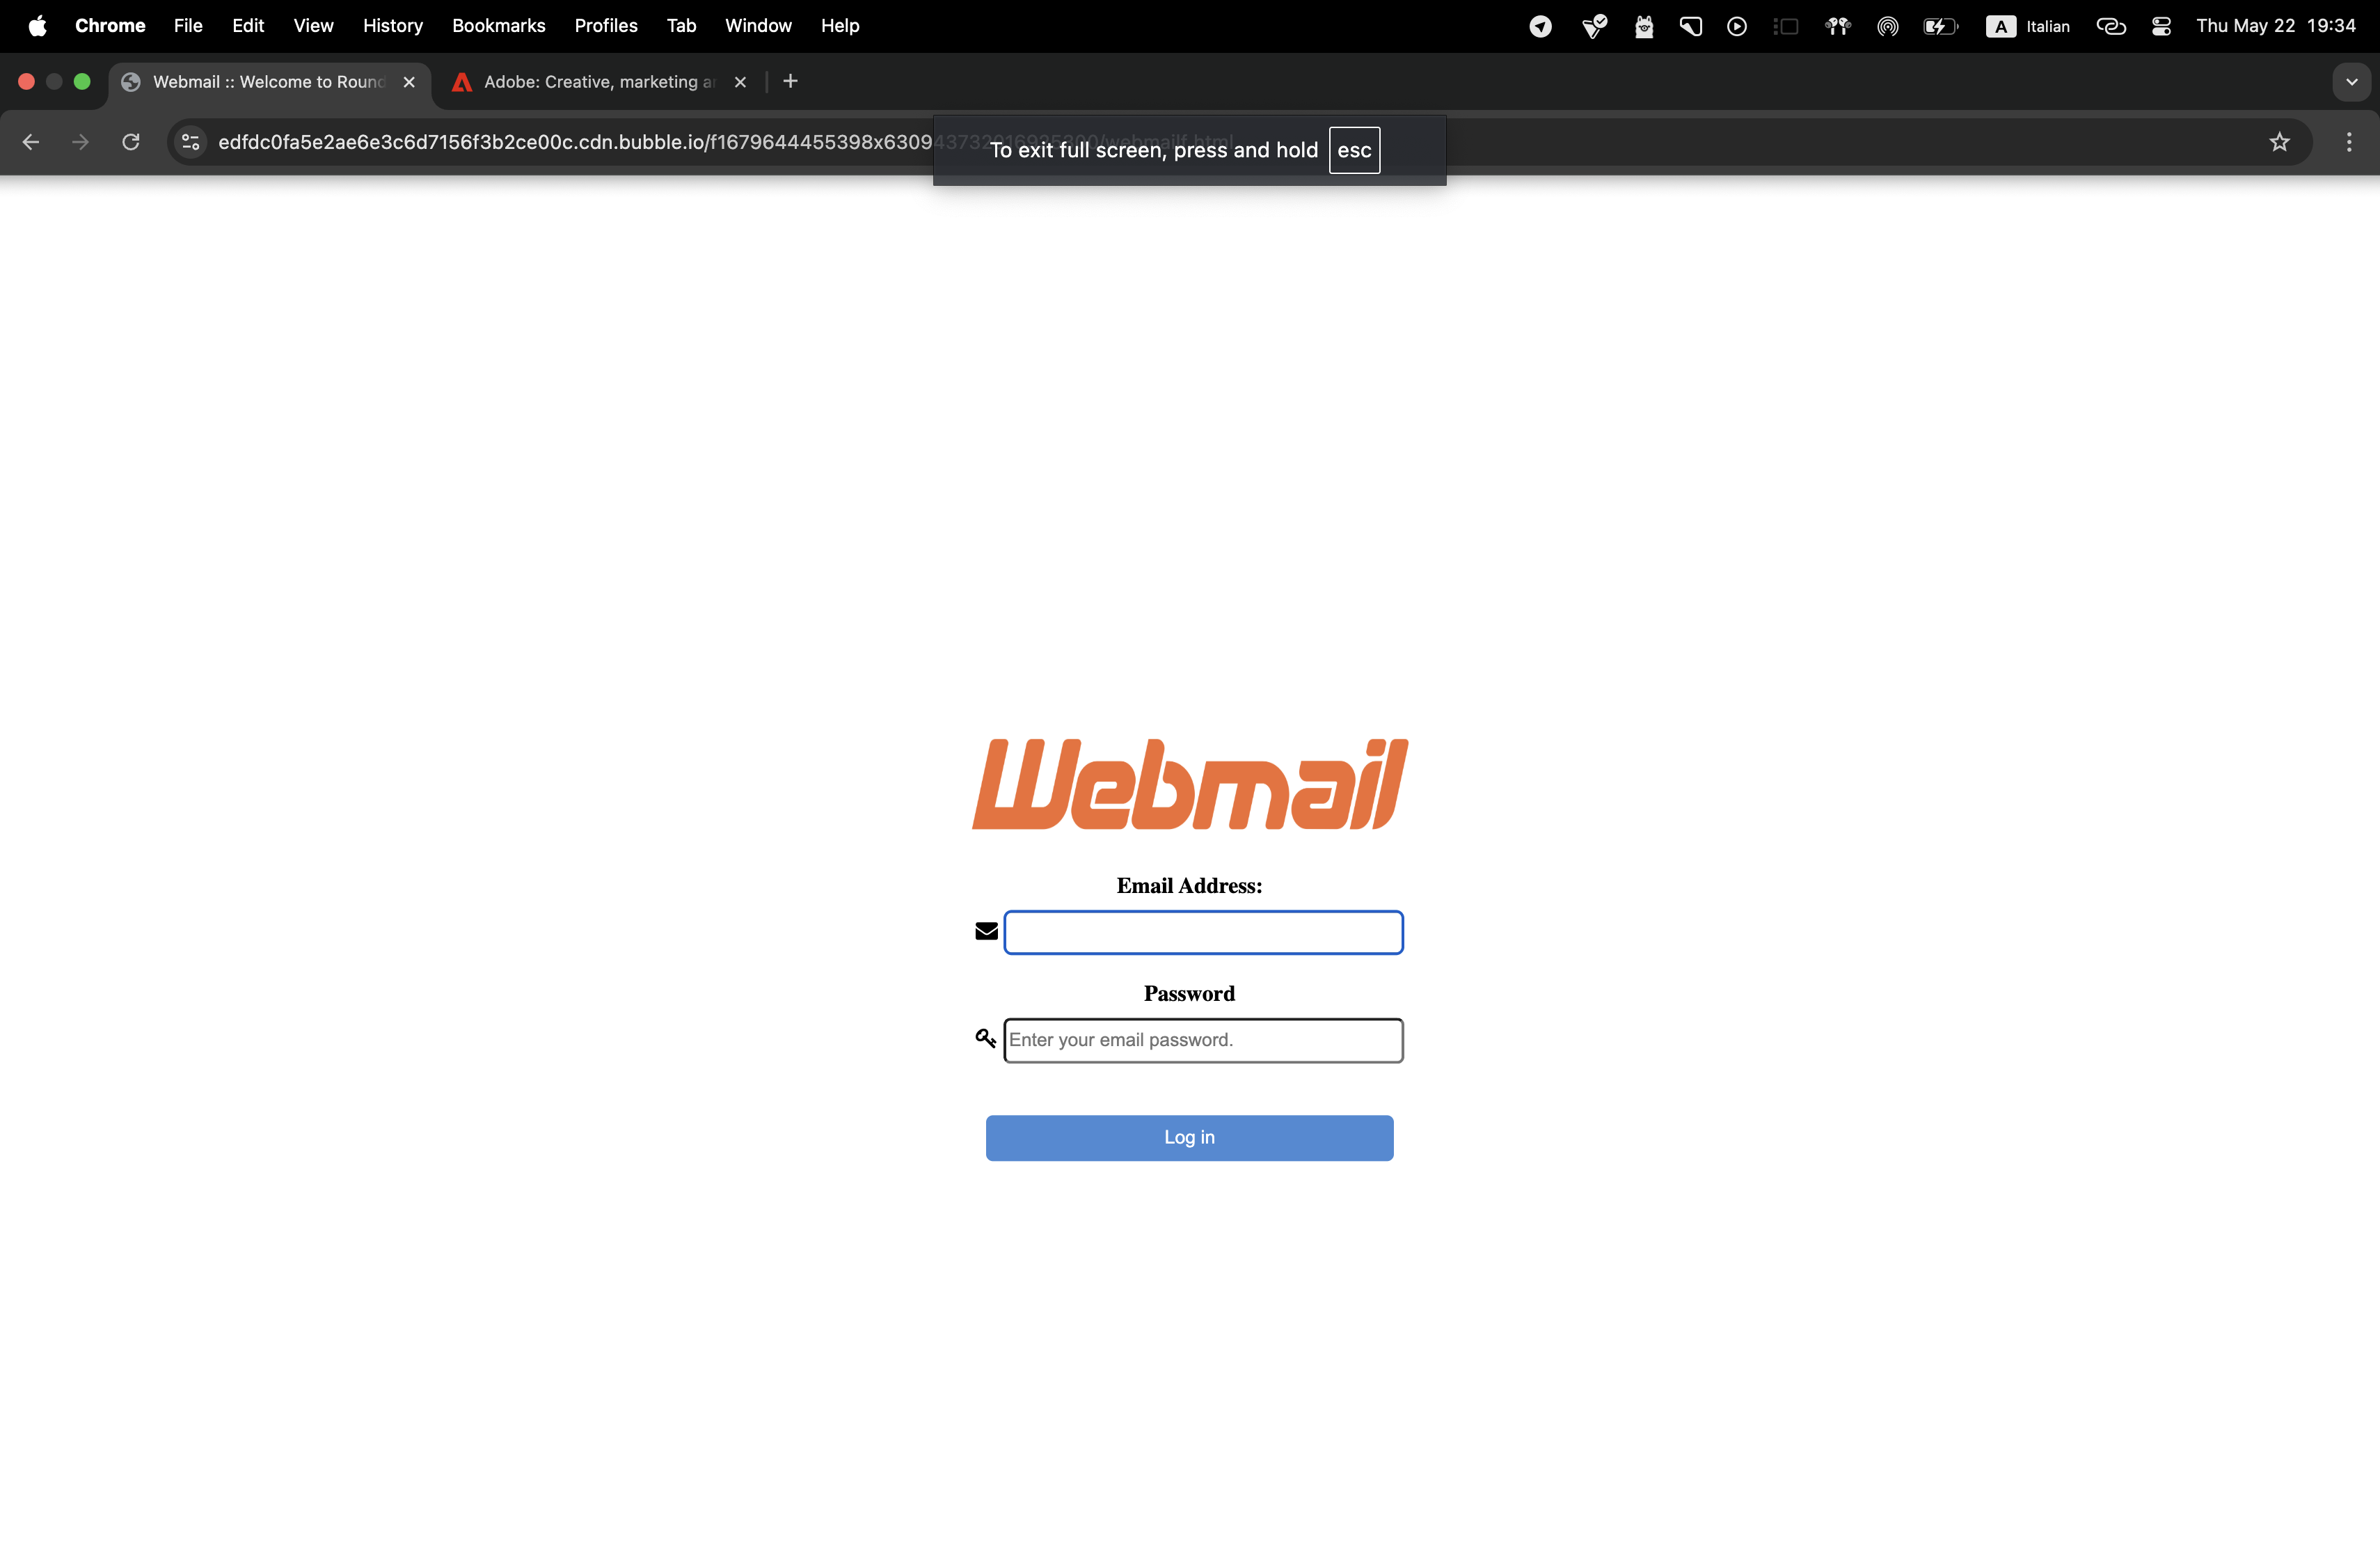 Chrome File Edit View History Bookmarks Profiles Tab Window Help A Italian Thu May 22 19:34
Webmail :: Welcome to Round Adobe: Creative, marketing a
edfdc0fa5e2ae6e3c6d7156f3b2ce00c.cdn.bubble.io/f1679644455398x6309
To exit full screen, press and hold esc
Webmail
Email Address:
Password
Enter your email password.
Log in